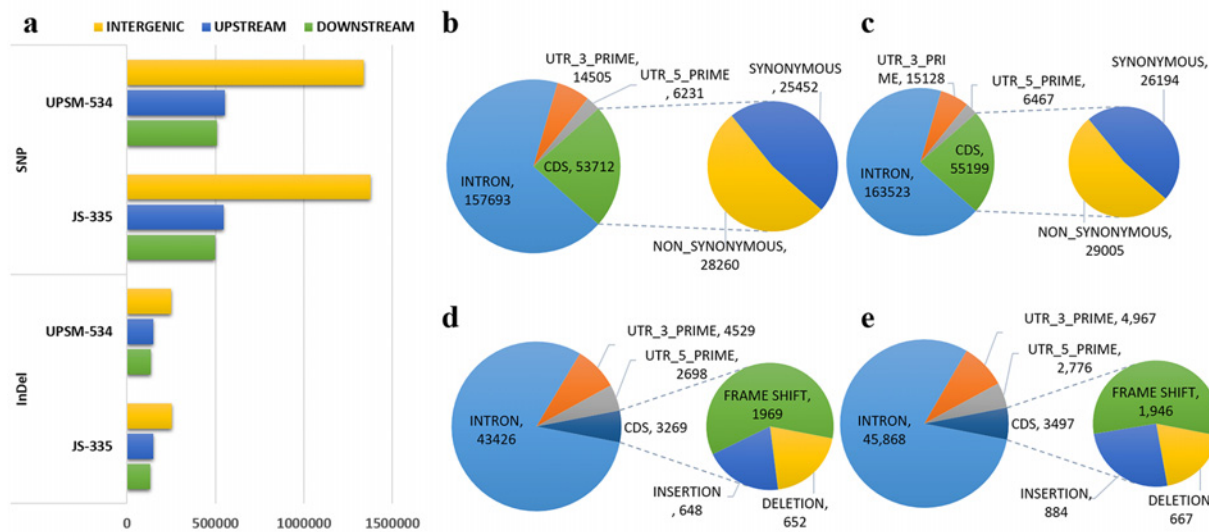 a
INTERGENIC UPSTREAM DOWNSTREAM
SNP
UPSM-534
JS-335
InDel
UPSM-534
JS-335
0 500000 1000000 1500000
b
UTR_3_PRIME,
14505
UTR_5_PRIME
, 6231
SYNONYMOUS
, 25452
INTRON,
157693
CDS, 53712
NON_SYNONYMOUS,
28260
c
UTR_3_PRI
ME, 15128
UTR_5_PRIME,
6467
SYNONYMOUS,
26194
INTRON,
163523
CDS,
55199
NON_SYNONYMOUS,
29005
d
UTR_3_PRIME, 4529
UTR_5_PRIME,
2698
FRAME SHIFT,
1969
INTRON,
43426
CDS, 3269
INSERTION
, 648
DELETION,
652
e
UTR_3_PRIME, 4,967
UTR_5_PRIME,
2,776
FRAME SHIFT,
1,946
INTRON,
45,868
CDS, 3497
INSERTION,
884
DELETION,
667